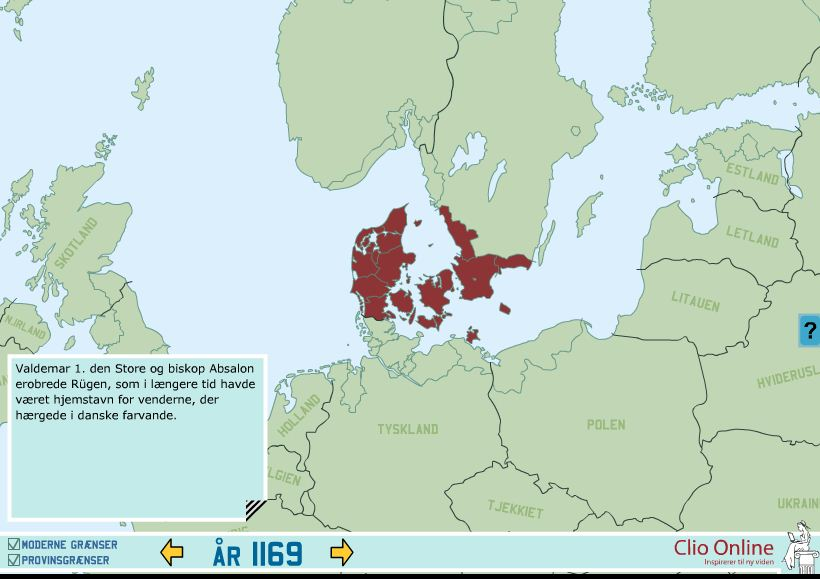 SKOTLAND
N.IRLAND
ESTLAND
LETLAND
LITAUEN
?
HVIDERUSL
HOLLAND
TYSKLAND
POLEN
LGIEN
TJEKKIET
UKRAIN
Valdemar 1. den Store og biskop Absalon
erobrede Rügen, som i længere tid havde
været hjemstavn for venderne, der
hærgede i danske farvande.
MODERNE GRÆNSER
PROVINSGRÆNSER
ÅR 1169
Clio Online
Inspirerer til ny viden